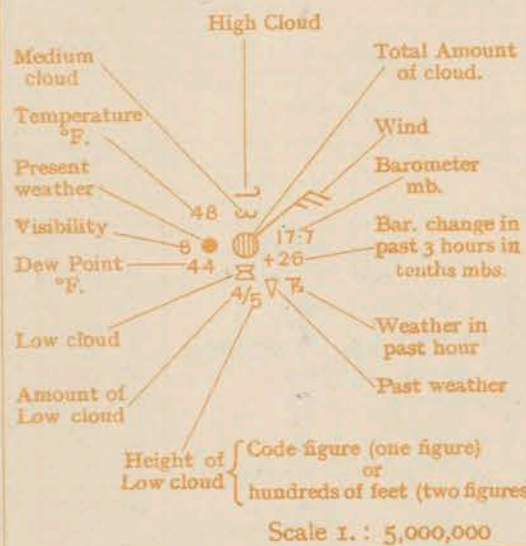 High Cloud
Medium
cloud
Total Amount
of cloud.
Temperature
°F.
Wind
Present
weather
Barometer
mb.
48
Visibility
8
17.7
Bar. change in
past 3 hours in
tenths mbs.
+26
Dew Point
°F.
44
4/5
Low cloud
Weather in
past hour
Past weather
Amount of
Low cloud
Height of
Low cloud
Code figure (one figure)
or
hundreds of feet (two figures
Scale 1. : 5,000,000